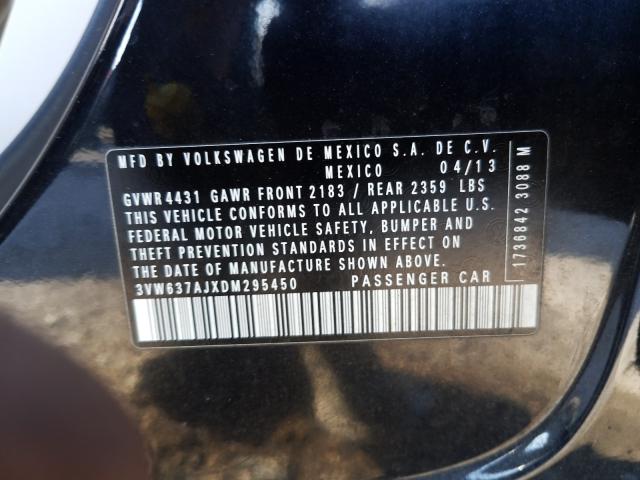 MFD BY VOLKSWAGEN DE MEXICO S.A. DE C.V.
MEXICO 04/13
GVWR 4431 GAWR FRONT 2183 / REAR 2359 LBS
THIS VEHICLE CONFORMS TO ALL APPLICABLE U.S.
FEDERAL MOTOR VEHICLE SAFETY, BUMPER AND
THEFT PREVENTION STANDARDS IN EFFECT ON
THE DATE OF MANUFACTURE SHOWN ABOVE.
3VW637AJXDM295450 PASSENGER CAR
1736842 3088 M